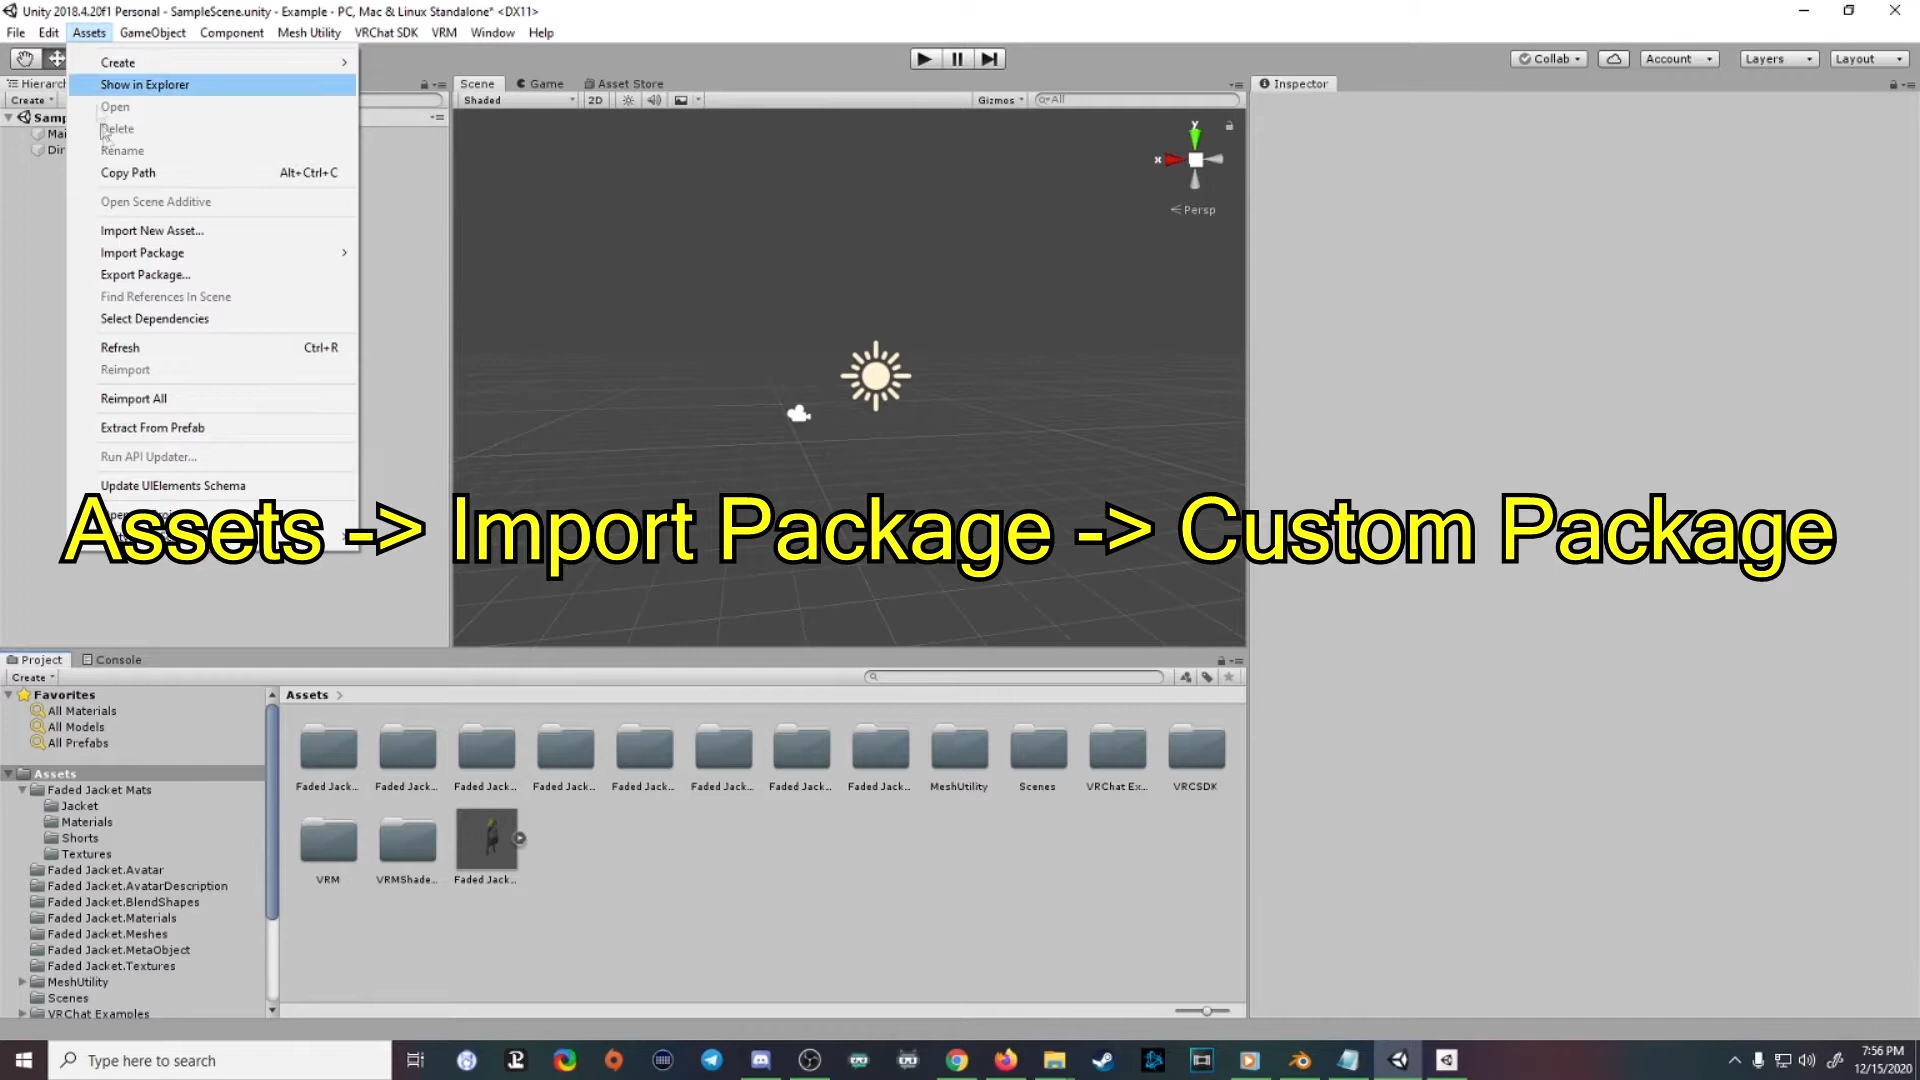 Unity 2018.4.20f1 Personal - SampleScene.unity - Example - PC, Mac & Linux Standalone* <DX11>
File Edit Assets GameObject Component Mesh Utility VRChat SDK VRM Window Help
Collab Account Layers Layout
Create
Show in Explorer
Open
Delete
Rename
Copy Path Alt+Ctrl+C
Open Scene Additive
Import New Asset...
Import Package
Export Package...
Find References In Scene
Select Dependencies
Refresh Ctrl+R
Reimport
Reimport All
Extract From Prefab
Run API Updater...
Update UIElements Schema
Hierarch
Create
Samp
Mai
Dir
Scene Game Asset Store
Shaded 2D Gizmos All
y
x
Persp
Inspector
Assets -> Import Package -> Custom Package
Project Console
Create
Favorites
All Materials
All Models
All Prefabs
Assets
Faded Jacket Mats
Jacket
Materials
Shorts
Textures
Faded Jacket.Avatar
Faded Jacket.AvatarDescription
Faded Jacket.BlendShapes
Faded Jacket.Materials
Faded Jacket.Meshes
Faded Jacket.MetaObject
Faded Jacket.Textures
MeshUtility
Scenes
VRChat Examples
Assets
Faded Jack... Faded Jack... Faded Jack... Faded Jack... Faded Jack... Faded Jack... Faded Jack... Faded Jack... MeshUtility Scenes VRChat Ex... VRCSDK
VRM VRMShade... Faded Jack...
Type here to search
7:56 PM
12/15/2020